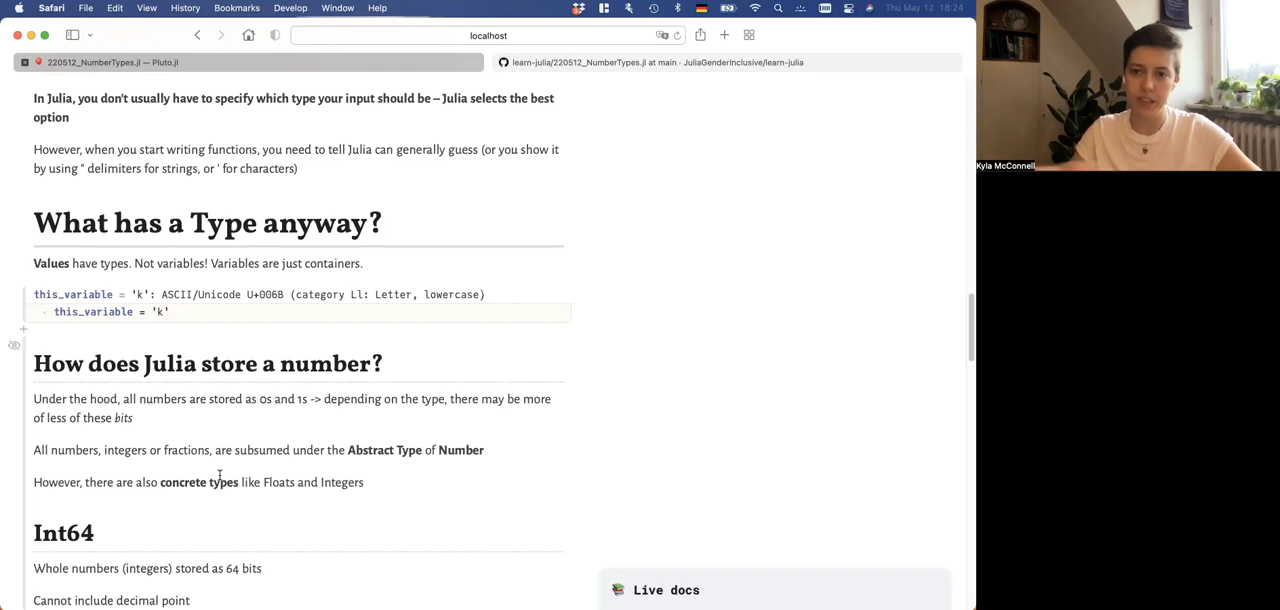 Safari File Edit View History Bookmarks Develop Window Help Thu May 12 18:24
localhost
220512_NumberTypes.jl — Pluto.jl
learn-julia/220512_NumberTypes.jl at main · JuliaGenderInclusive/learn-julia
In Julia, you don't usually have to specify which type your input should be – Julia selects the best
option
However, when you start writing functions, you need to tell Julia can generally guess (or you show it
by using " delimiters for strings, or ' for characters)
What has a Type anyway?
Values have types. Not variables! Variables are just containers.
this_variable = 'k': ASCII/Unicode U+006B (category Ll: Letter, lowercase)
this_variable = 'k'
How does Julia store a number?
Under the hood, all numbers are stored as 0s and 1s -> depending on the type, there may be more
of less of these bits
All numbers, integers or fractions, are subsumed under the Abstract Type of Number
However, there are also concrete types like Floats and Integers
Int64
Whole numbers (integers) stored as 64 bits
Cannot include decimal point
Live docs
Kyla McConnell